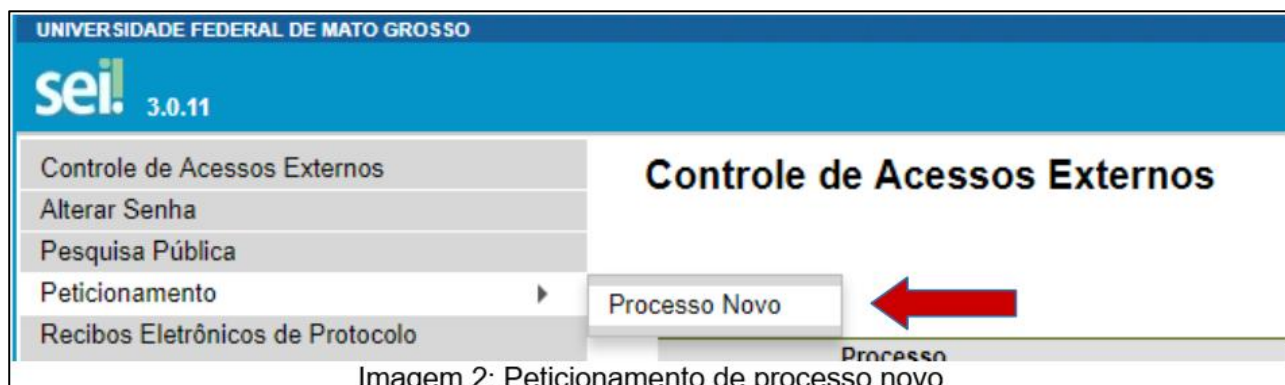 UNIVERSIDADE FEDERAL DE MATO GROSSO
sei! 3.0.11
Controle de Acessos Externos
Alterar Senha
Pesquisa Pública
Peticionamento
Recibos Eletrônicos de Protocolo
Controle de Acessos Externos
Processo Novo
Processo
Imagem 2: Peticionamento de processo novo